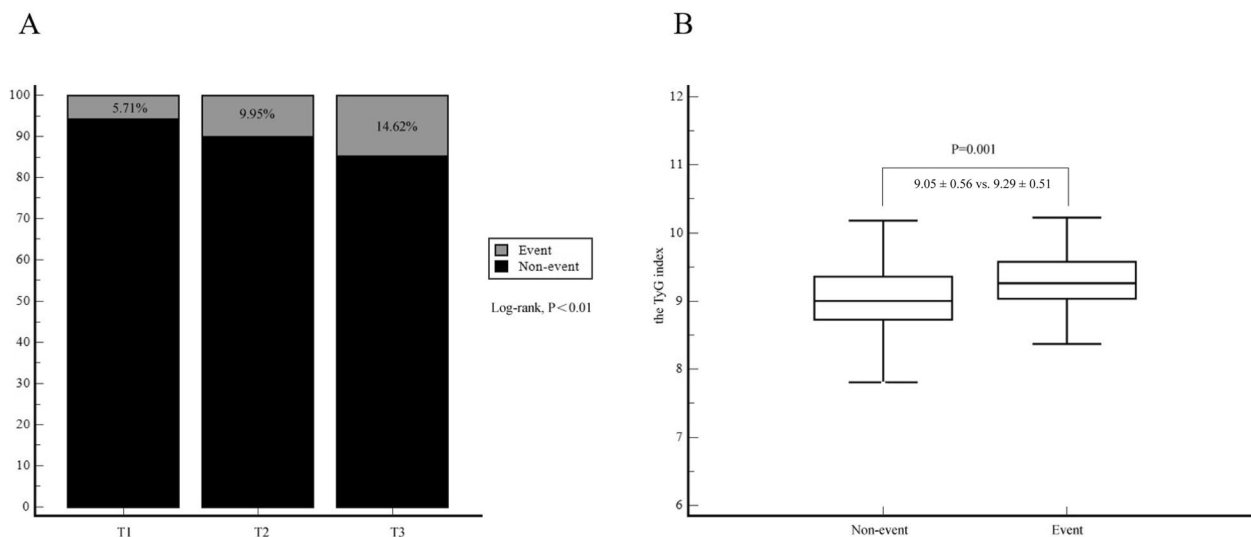 A
100
90
80
70
60
50
40
30
20
10
0
5.71%
9.95%
14.62%
T1
T2
T3
Event
Non-event
Log-rank, P<0.01
B
the TyG index
12
11
10
9
8
7
6
P=0.001
9.05 ± 0.56 vs. 9.29 ± 0.51
Non-event
Event